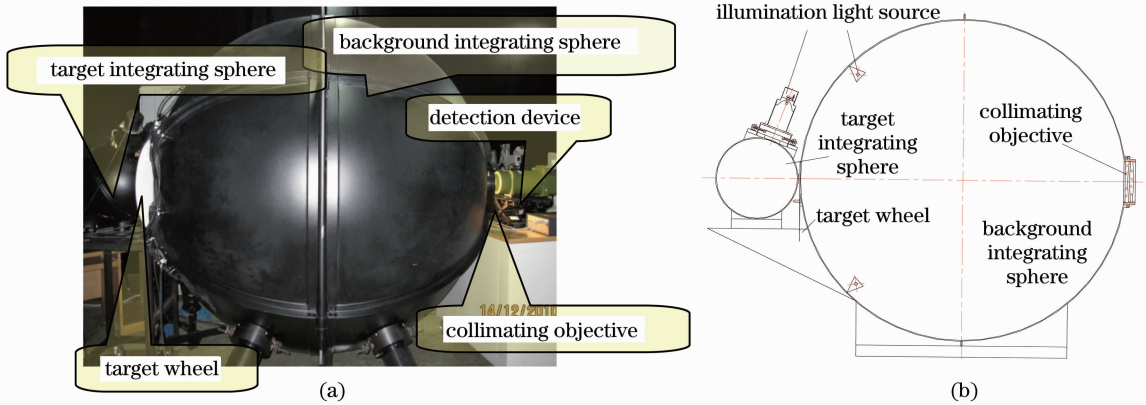 background integrating sphere
target integrating sphere
detection device
14/12/2010
collimating objective
target wheel
(a)
illumination light source
target
integrating
sphere
collimating
objective
target wheel
background
integrating
sphere
(b)